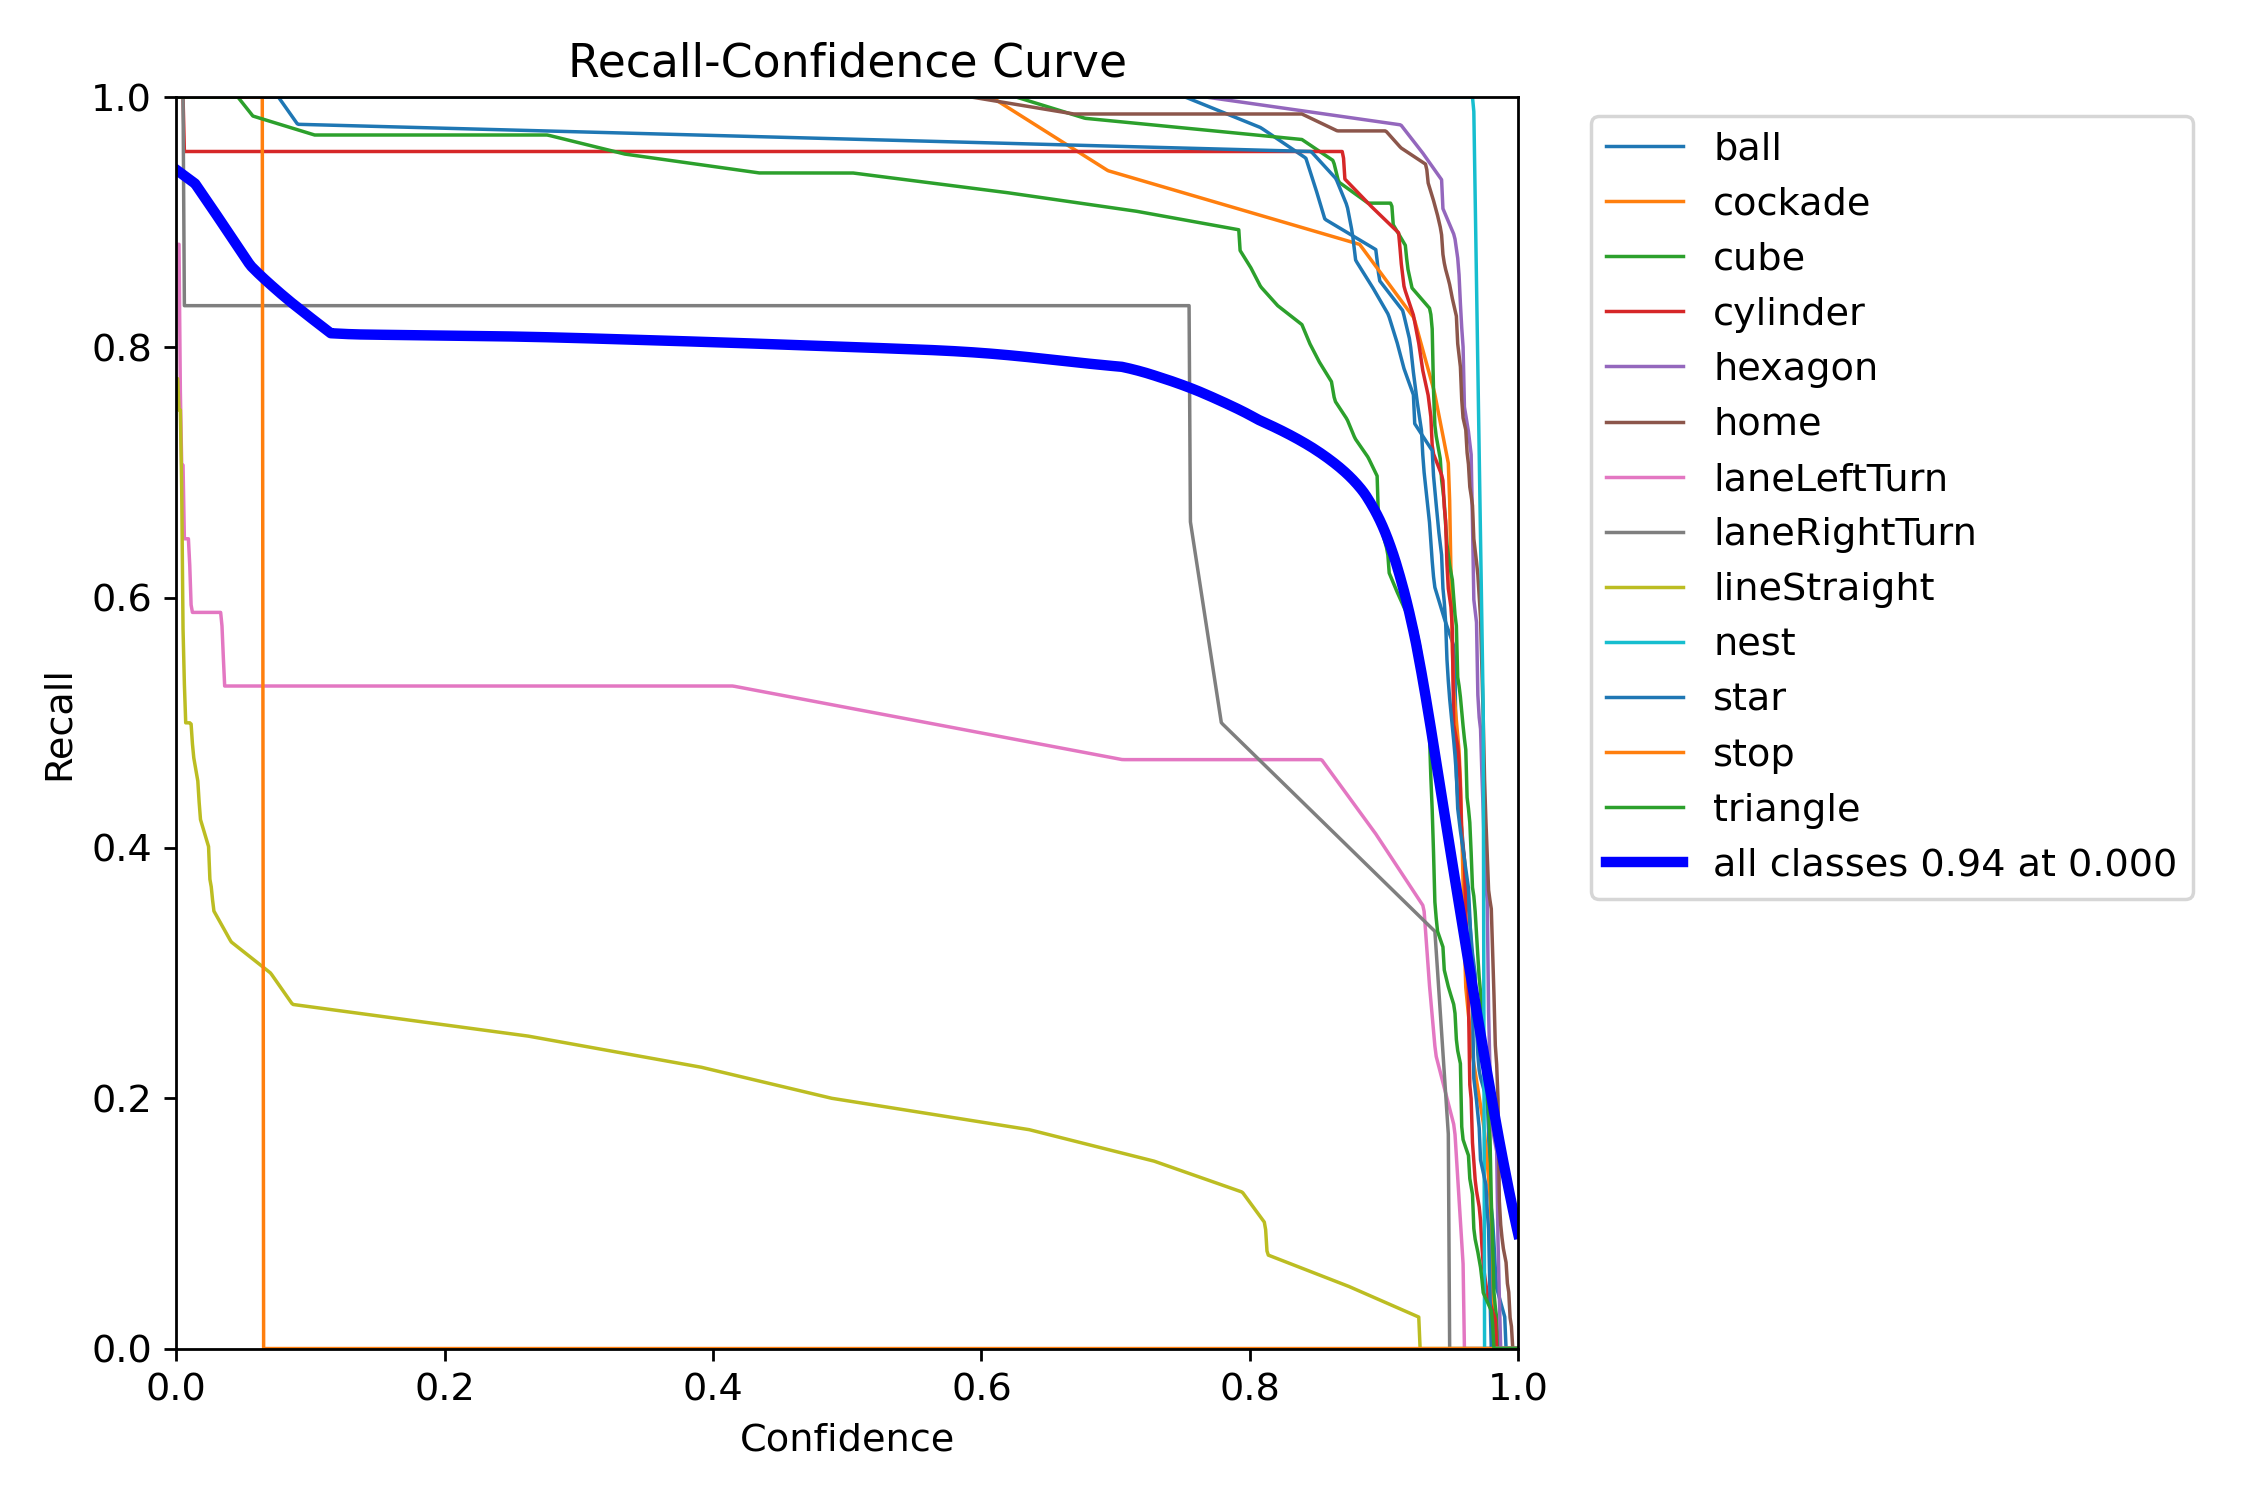 Recall-Confidence Curve
1.0
0.8
0.6
0.4
0.2
0.0
Recall
0.0 0.2 0.4 0.6 0.8 1.0
Confidence
ball
cockade
cube
cylinder
hexagon
home
laneLeftTurn
laneRightTurn
lineStraight
nest
star
stop
triangle
all classes 0.94 at 0.000